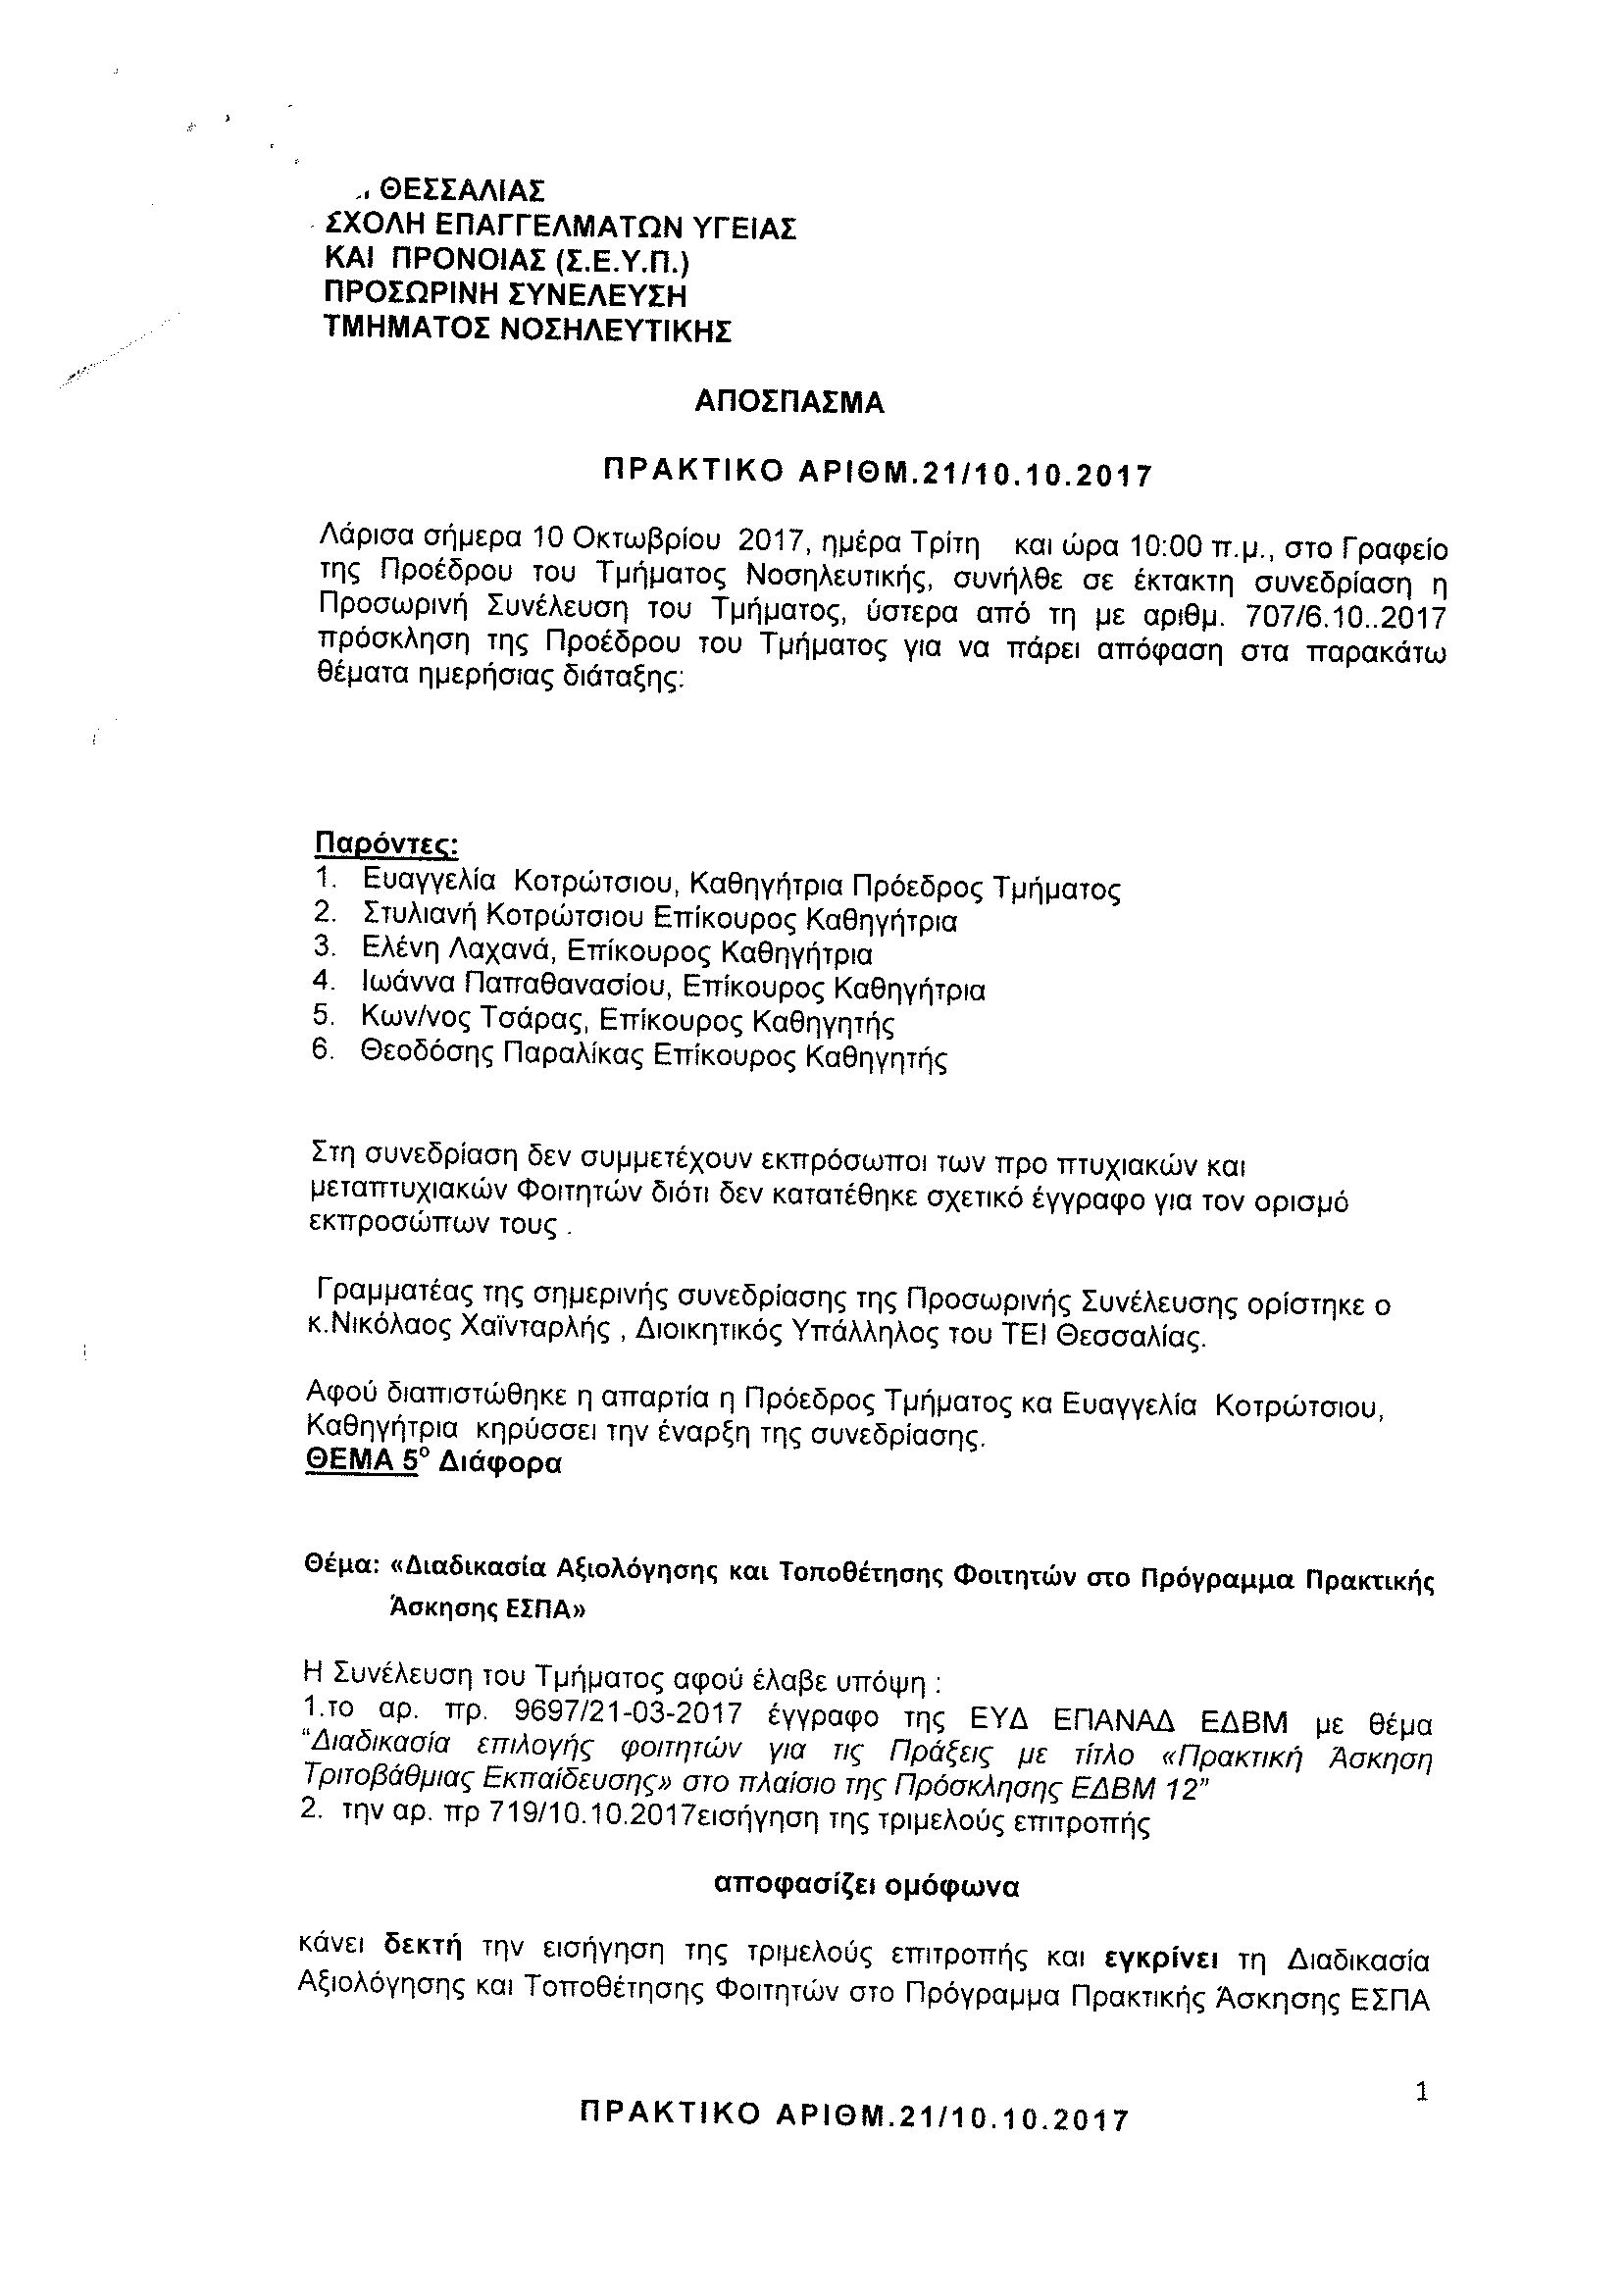 ΘΕΣΣΑΛΙΑΣ
ΣΧΟΛΗ ΕΠΑΓΓΕΛΜΑΤΩΝ ΥΓΕΙΑΣ
ΚΑΙ ΠΡΟΝΟΙΑΣ (Σ.Ε.Υ.Π.)
ΠΡΟΣΩΡΙΝΗ ΣΥΝΕΛΕΥΣΗ
ΤΜΗΜΑΤΟΣ ΝΟΣΗΛΕΥΤΙΚΗΣ
ΑΠΟΣΠΑΣΜΑ
ΠΡΑΚΤΙΚΟ ΑΡΙΘΜ.21/10.10.2017
Λάρισα σήμερα 10 Οκτωβρίου 2017, ημέρα Τρίτη και ώρα 10:00 π.μ., στο Γραφείο
της Προέδρου του Τμήματος Νοσηλευτικής, συνήλθε σε έκτακτη συνεδρίαση η
Προσωρινή Συνέλευση του Τμήματος, ύστερα από τη με αριθμ. 707/6.10..2017
πρόσκληση της Προέδρου του Τμήματος για να πάρει απόφαση στα παρακάτω
θέματα ημερήσιας διάταξης:
Παρόντες:
1. Ευαγγελία Κοτρώτσιου, Καθηγήτρια Πρόεδρος Τμήματος
2. Στυλιανή Κοτρώτσιου Επίκουρος Καθηγήτρια
3. Ελένη Λαχανά, Επίκουρος Καθηγήτρια
4. Ιωάννα Παπαθανασίου, Επίκουρος Καθηγήτρια
5. Κων/νος Τσάρας, Επίκουρος Καθηγητής
6. Θεοδόσης Παραλίκας Επίκουρος Καθηγητής
Στη συνεδρίαση δεν συμμετέχουν εκπρόσωποι των προ πτυχιακών και
μεταπτυχιακών Φοιτητών διότι δεν κατατέθηκε σχετικό έγγραφο για τον ορισμό
εκπροσώπων τους .
Γραμματέας της σημερινής συνεδρίασης της Προσωρινής Συνέλευσης ορίστηκε ο
κ.Νικόλαος Χαϊνταρλής , Διοικητικός Υπάλληλος του ΤΕΙ Θεσσαλίας.
Αφού διαπιστώθηκε η απαρτία η Πρόεδρος Τμήματος κα Ευαγγελία Κοτρώτσιου,
Καθηγήτρια κηρύσσει την έναρξη της συνεδρίασης.
ΘΕΜΑ 5ο Διάφορα
Θέμα: «Διαδικασία Αξιολόγησης και Τοποθέτησης Φοιτητών στο Πρόγραμμα Πρακτικής
Άσκησης ΕΣΠΑ»
Η Συνέλευση του Τμήματος αφού έλαβε υπόψη :
1.το αρ. πρ. 9697/21-03-2017 έγγραφο της ΕΥΔ ΕΠΑΝΑΔ ΕΔΒΜ με θέμα
"Διαδικασία επιλογής φοιτητών για τις Πράξεις με τίτλο «Πρακτική Άσκηση
Τριτοβάθμιας Εκπαίδευσης» στο πλαίσιο της Πρόσκλησης ΕΔΒΜ 12"
2. την αρ. πρ 719/10.10.2017εισήγηση της τριμελούς επιτροπής
αποφασίζει ομόφωνα
κάνει δεκτή την εισήγηση της τριμελούς επιτροπής και εγκρίνει τη Διαδικασία
Αξιολόγησης και Τοποθέτησης Φοιτητών στο Πρόγραμμα Πρακτικής Άσκησης ΕΣΠΑ
1
ΠΡΑΚΤΙΚΟ ΑΡΙΘΜ.21/10.10.2017